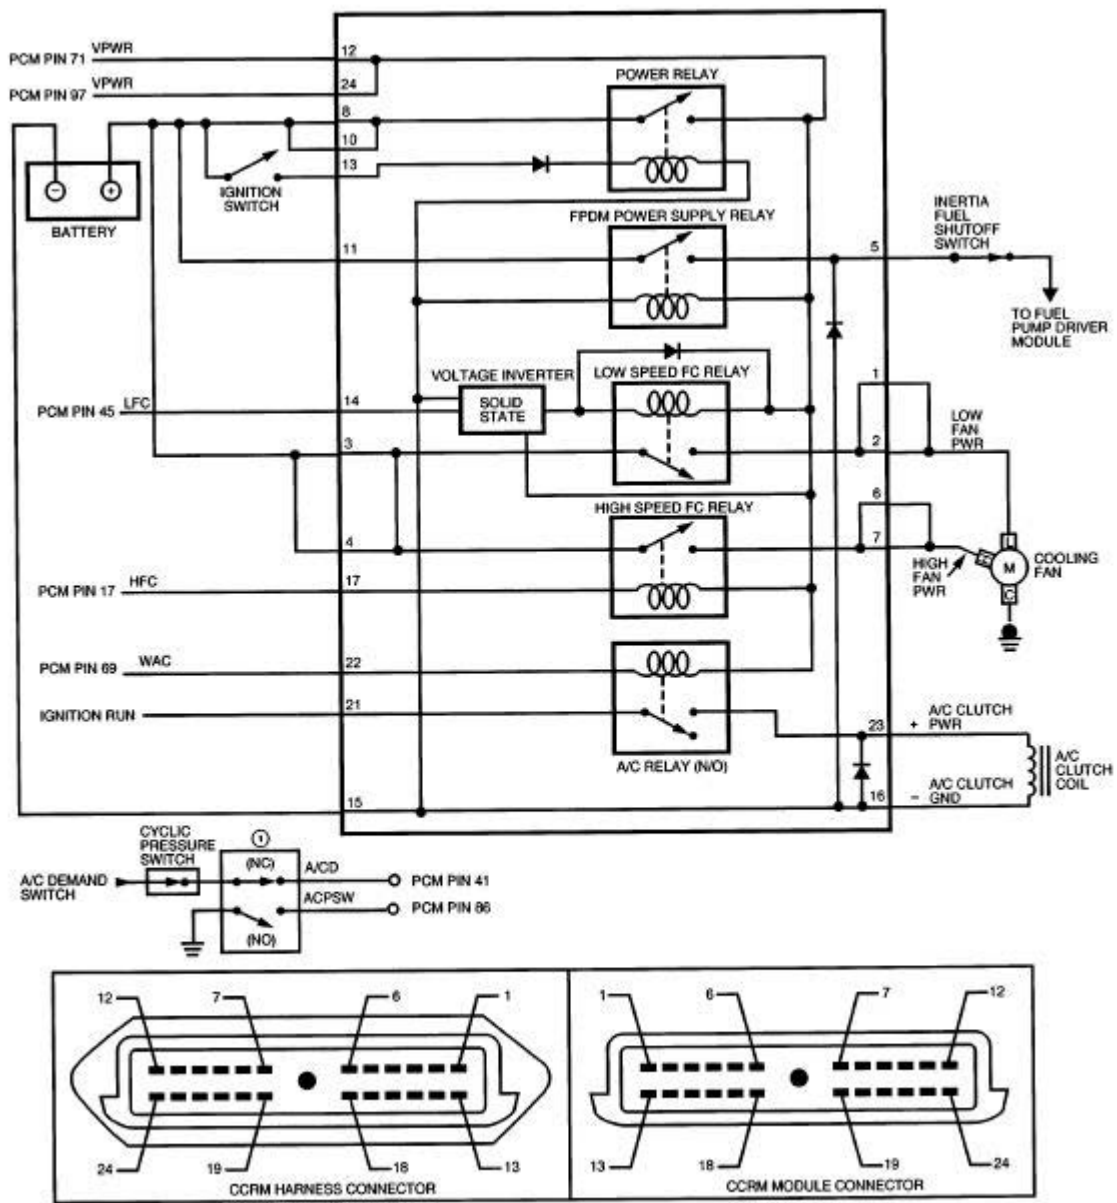 PCM PIN 71 VPWR 12
PCM PIN 97 VPWR 24
POWER RELAY
8
10
13
IGNITION
SWITCH
BATTERY
FPDM POWER SUPPLY RELAY
11
5
INERTIA
FUEL
SHUTOFF
SWITCH
TO FUEL
PUMP DRIVER
MODULE
VOLTAGE INVERTER
SOLID
STATE
LOW SPEED FC RELAY
PCM PIN 45 LFC 14
3
1
2
LOW
FAN
PWR
HIGH SPEED FC RELAY
4
6
7
HIGH
FAN
PWR
L
H
M
C
COOLING
FAN
PCM PIN 17 HFC 17
PCM PIN 69 WAC 22
IGNITION RUN 21
A/C RELAY (N/O)
23 + A/C CLUTCH
PWR
A/C
CLUTCH
COIL
16 - A/C CLUTCH
GND
15
CYCLIC
PRESSURE
SWITCH
1
(NC)
A/CD
A/C DEMAND
SWITCH
PCM PIN 41
ACPSW
PCM PIN 86
(NO)
12 7 6 1
24 19 18 13
CCRM HARNESS CONNECTOR
1 6 7 12
13 18 19 24
CCRM MODULE CONNECTOR